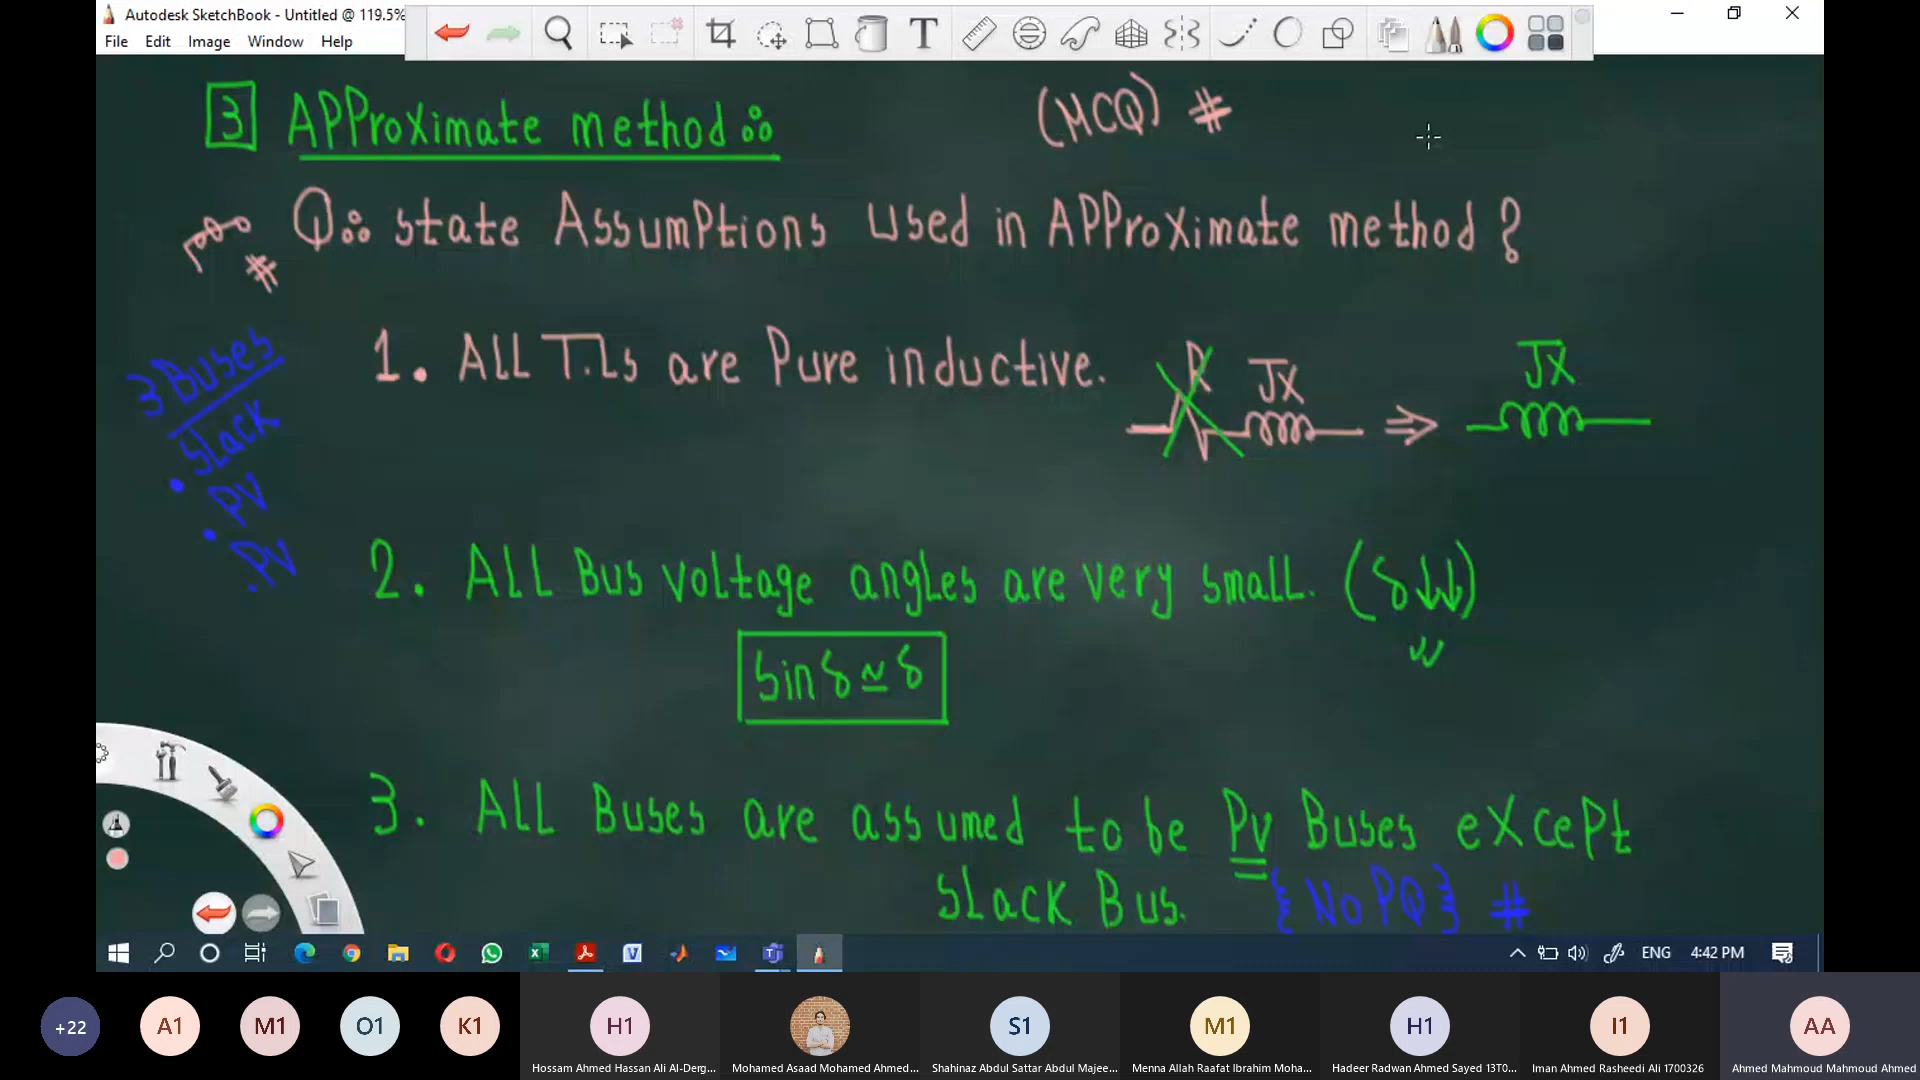 Autodesk SketchBook - Untitled @ 119.5%
File Edit Image Window Help
T
3 APProximate method
(MCQ) #
Q: state AssumPtions used in APProximate method ?
#
3 Buses
slack
• PV
• PV
1. ALL T.Ls are Pure inductive.
R JX ⇒ JX
2. ALL Bus voltage angles are very small. (δ↓↓)
Sin δ ≃ δ
3. ALL Buses are assumed to be PV Buses eXcePt
slack Bus. {No PQ} #
ENG 4:42 PM
+22 A1 M1 O1 K1 H1 S1 M1 H1 I1 AA
Hossam Ahmed Hassan Ali Al-Derg... Mohamed Asaad Mohamed Ahmed... Shahinaz Abdul Sattar Abdul Majee... Menna Allah Raafat Ibrahim Moha... Hadeer Radwan Ahmed Sayed 13T0... Iman Ahmed Rasheedi Ali 1700326 Ahmed Mahmoud Mahmoud Ahmed